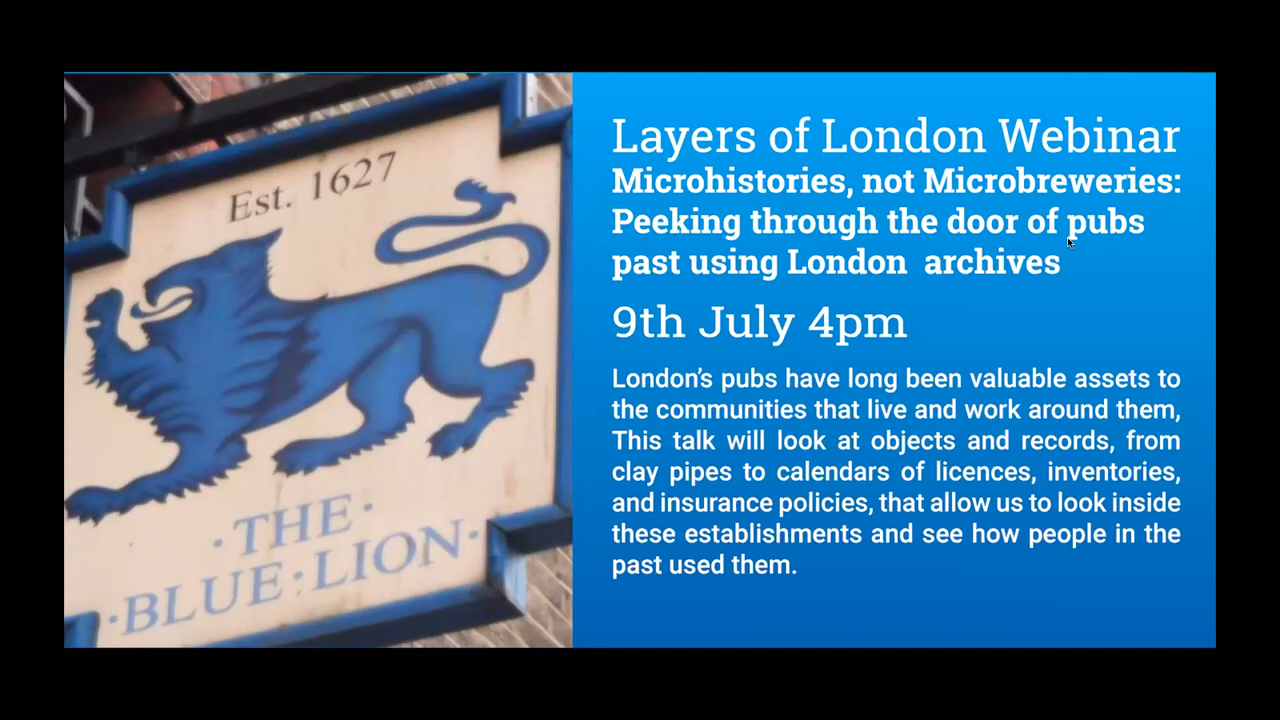 Est. 1627
·THE·
·BLUE·LION·
Layers of London Webinar
Microhistories, not Microbreweries:
Peeking through the door of pubs
past using London archives
9th July 4pm
London's pubs have long been valuable assets to
the communities that live and work around them,
This talk will look at objects and records, from
clay pipes to calendars of licences, inventories,
and insurance policies, that allow us to look inside
these establishments and see how people in the
past used them.